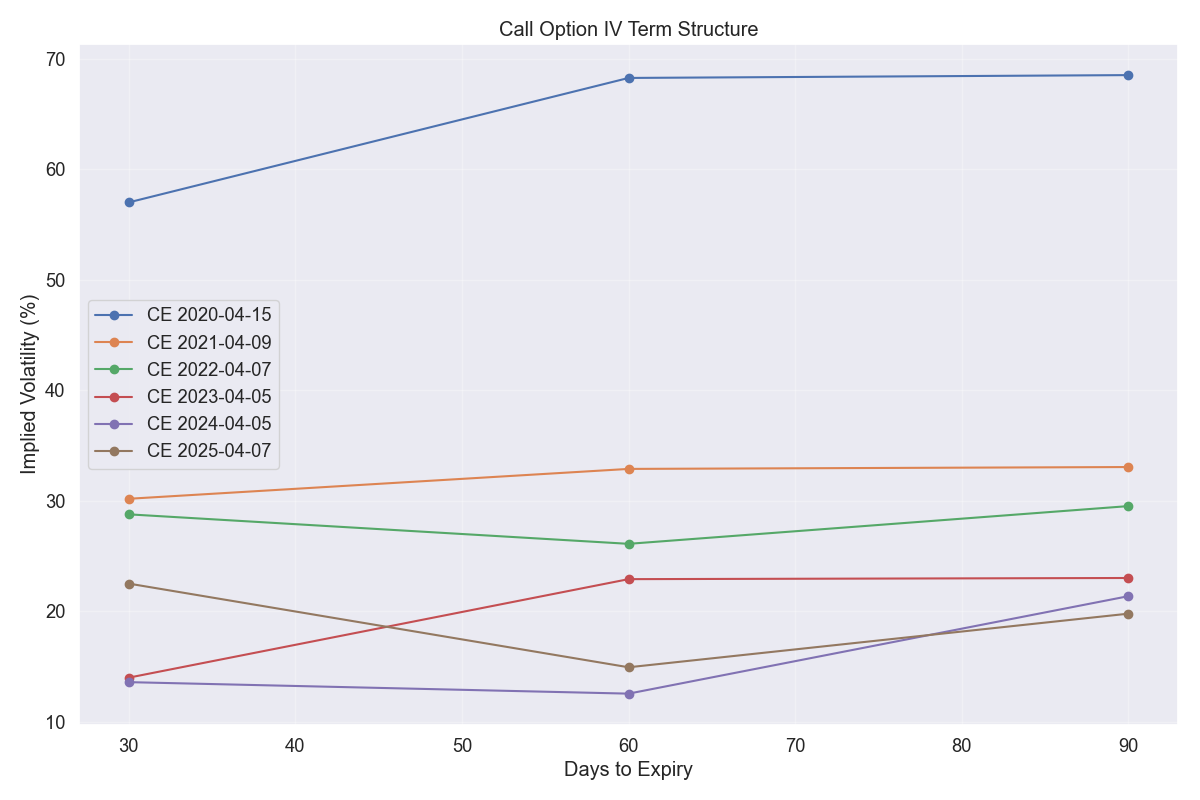 Call Option IV Term Structure
70
60
50
40
30
20
10
Implied Volatility (%)
CE 2020-04-15
CE 2021-04-09
CE 2022-04-07
CE 2023-04-05
CE 2024-04-05
CE 2025-04-07
30 40 50 60 70 80 90
Days to Expiry